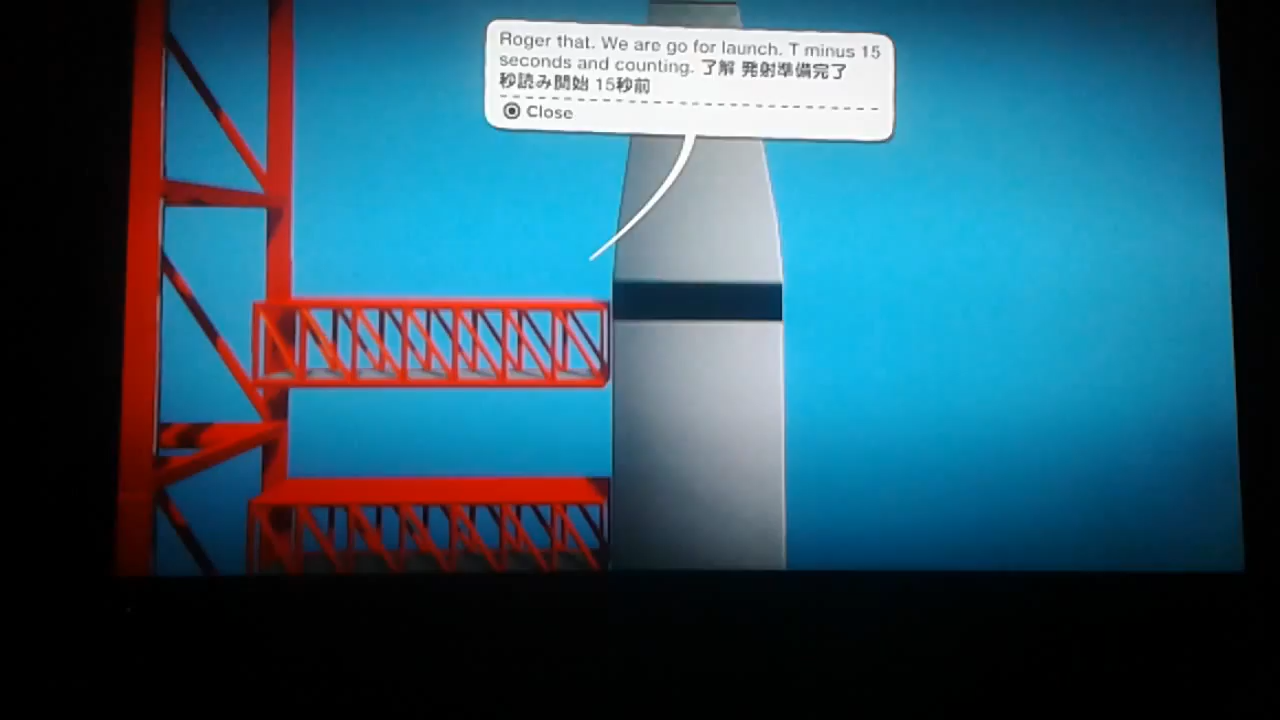 Roger that. We are go for launch. T minus 15
seconds and counting. 了解 発射準備完了
秒読み開始 15秒前
Close